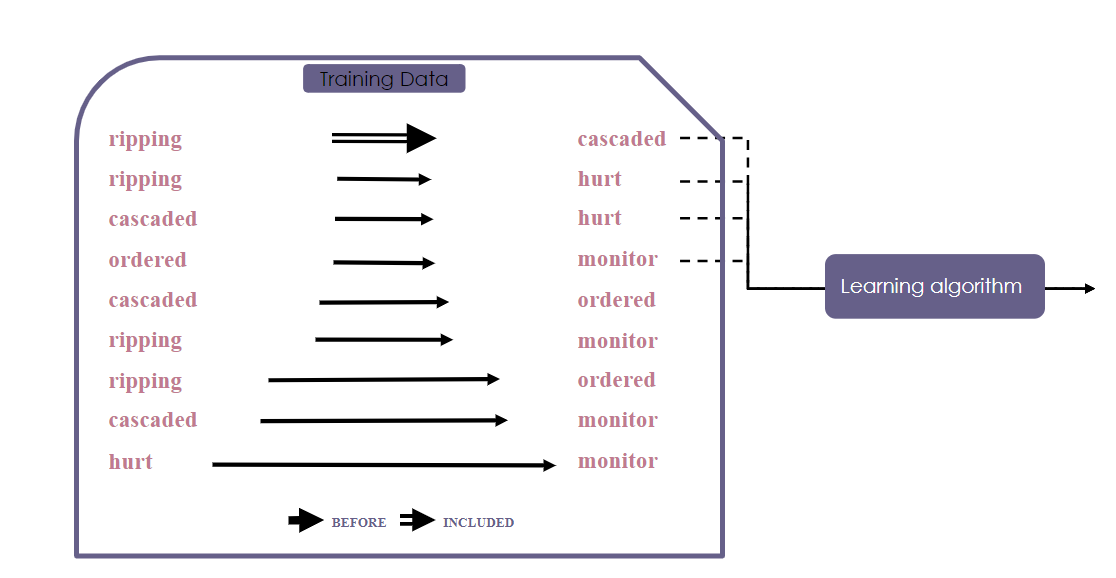 Training Data
ripping cascaded
ripping hurt
cascaded hurt
ordered monitor
cascaded ordered
ripping monitor
ripping ordered
cascaded monitor
hurt monitor
BEFORE INCLUDED
Learning algorithm